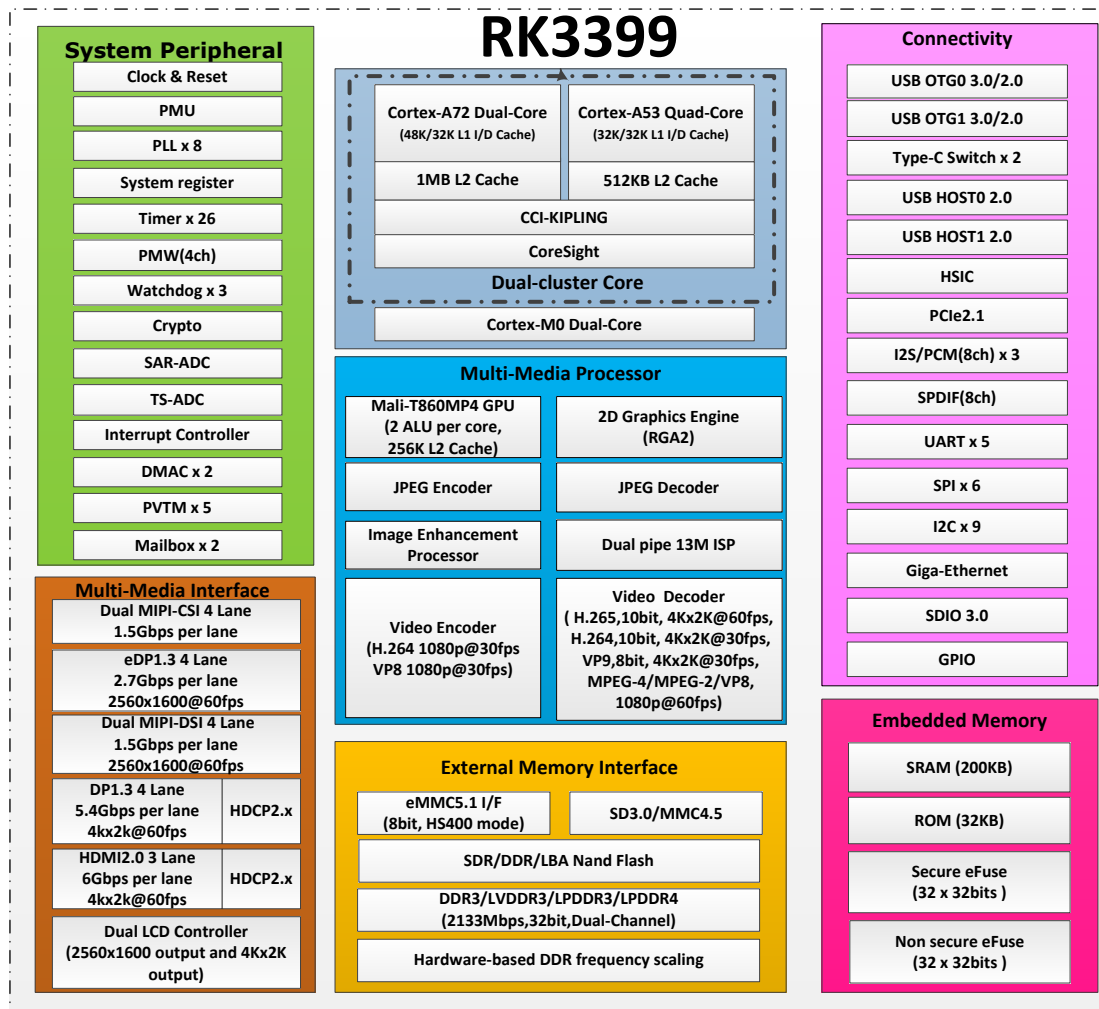 RK3399
System Peripheral
Clock & Reset
PMU
PLL x 8
System register
Timer x 26
PMW(4ch)
Watchdog x 3
Crypto
SAR-ADC
TS-ADC
Interrupt Controller
DMAC x 2
PVTM x 5
Mailbox x 2
Multi-Media Interface
Dual MIPI-CSI 4 Lane
1.5Gbps per lane
eDP1.3 4 Lane
2.7Gbps per lane
2560x1600@60fps
Dual MIPI-DSI 4 Lane
1.5Gbps per lane
2560x1600@60fps
DP1.3 4 Lane
5.4Gbps per lane
4kx2k@60fps
HDCP2.x
HDMI2.0 3 Lane
6Gbps per lane
4kx2k@60fps
HDCP2.x
Dual LCD Controller
(2560x1600 output and 4Kx2K
output)
Cortex-A72 Dual-Core
(48K/32K L1 I/D Cache)
Cortex-A53 Quad-Core
(32K/32K L1 I/D Cache)
1MB L2 Cache
512KB L2 Cache
CCI-KIPLING
CoreSight
Dual-cluster Core
Cortex-M0 Dual-Core
Multi-Media Processor
Mali-T860MP4 GPU
(2 ALU per core,
256K L2 Cache)
2D Graphics Engine
(RGA2)
JPEG Encoder
JPEG Decoder
Image Enhancement
Processor
Dual pipe 13M ISP
Video Encoder
(H.264 1080p@30fps
VP8 1080p@30fps)
Video Decoder
( H.265,10bit, 4Kx2K@60fps,
H.264,10bit, 4Kx2K@30fps,
VP9,8bit, 4Kx2K@30fps,
MPEG-4/MPEG-2/VP8,
1080p@60fps)
External Memory Interface
eMMC5.1 I/F
(8bit, HS400 mode)
SD3.0/MMC4.5
SDR/DDR/LBA Nand Flash
DDR3/LVDDR3/LPDDR3/LPDDR4
(2133Mbps,32bit,Dual-Channel)
Hardware-based DDR frequency scaling
Connectivity
USB OTG0 3.0/2.0
USB OTG1 3.0/2.0
Type-C Switch x 2
USB HOST0 2.0
USB HOST1 2.0
HSIC
PCIe2.1
I2S/PCM(8ch) x 3
SPDIF(8ch)
UART x 5
SPI x 6
I2C x 9
Giga-Ethernet
SDIO 3.0
GPIO
Embedded Memory
SRAM (200KB)
ROM (32KB)
Secure eFuse
(32 x 32bits )
Non secure eFuse
(32 x 32bits )